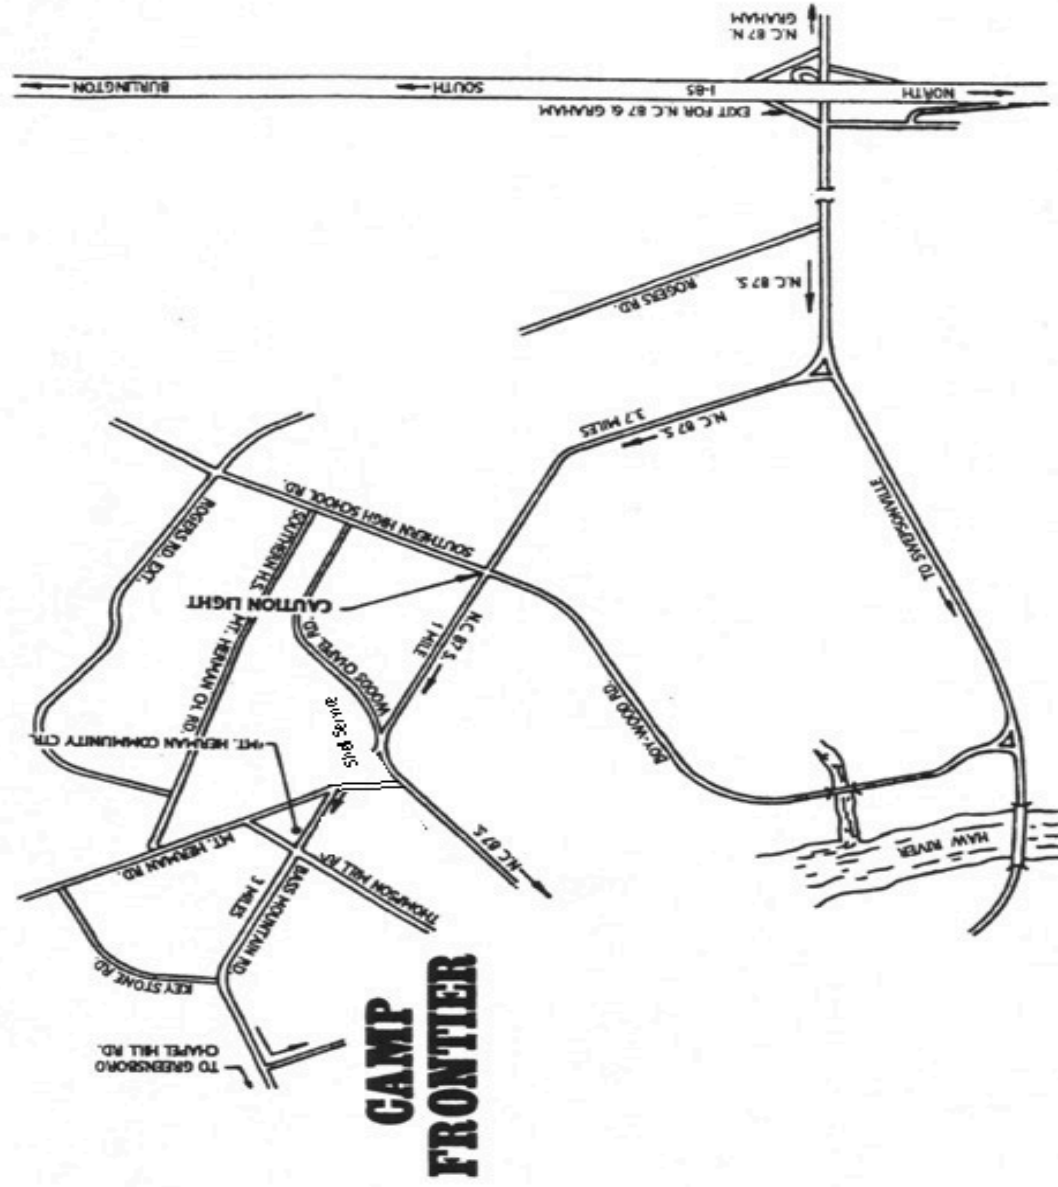 N.C. 87 N.
GRAHAM
BURLINGTON
SOUTH
I-85
NORTH
EXIT FOR N.C. 87 & GRAHAM
N.C. 87 S.
ROGERS RD.
N.C. 87 S.
3.7 MILES
TO SWEPSONVILLE
SOUTHERN HIGH SCHOOL RD.
ROGERS RD. EXT.
SOUTHERN H.S.
MT. HERMAN CH. RD.
CAUTION LIGHT
N.C. 87 S.
1 MILE
WOODS CHAPEL RD.
BOY-WOOD RD.
MT. HERMAN COMMUNITY CTR.
MT. HERMAN RD.
THOMPSON MILL
BASS MOUNTAIN RD.
3 MILES
N.C. 87 S.
HAW RIVER
KEY STONE RD.
TO GREENSBORO
CHAPEL HILL RD.
CAMP
FRONTIER